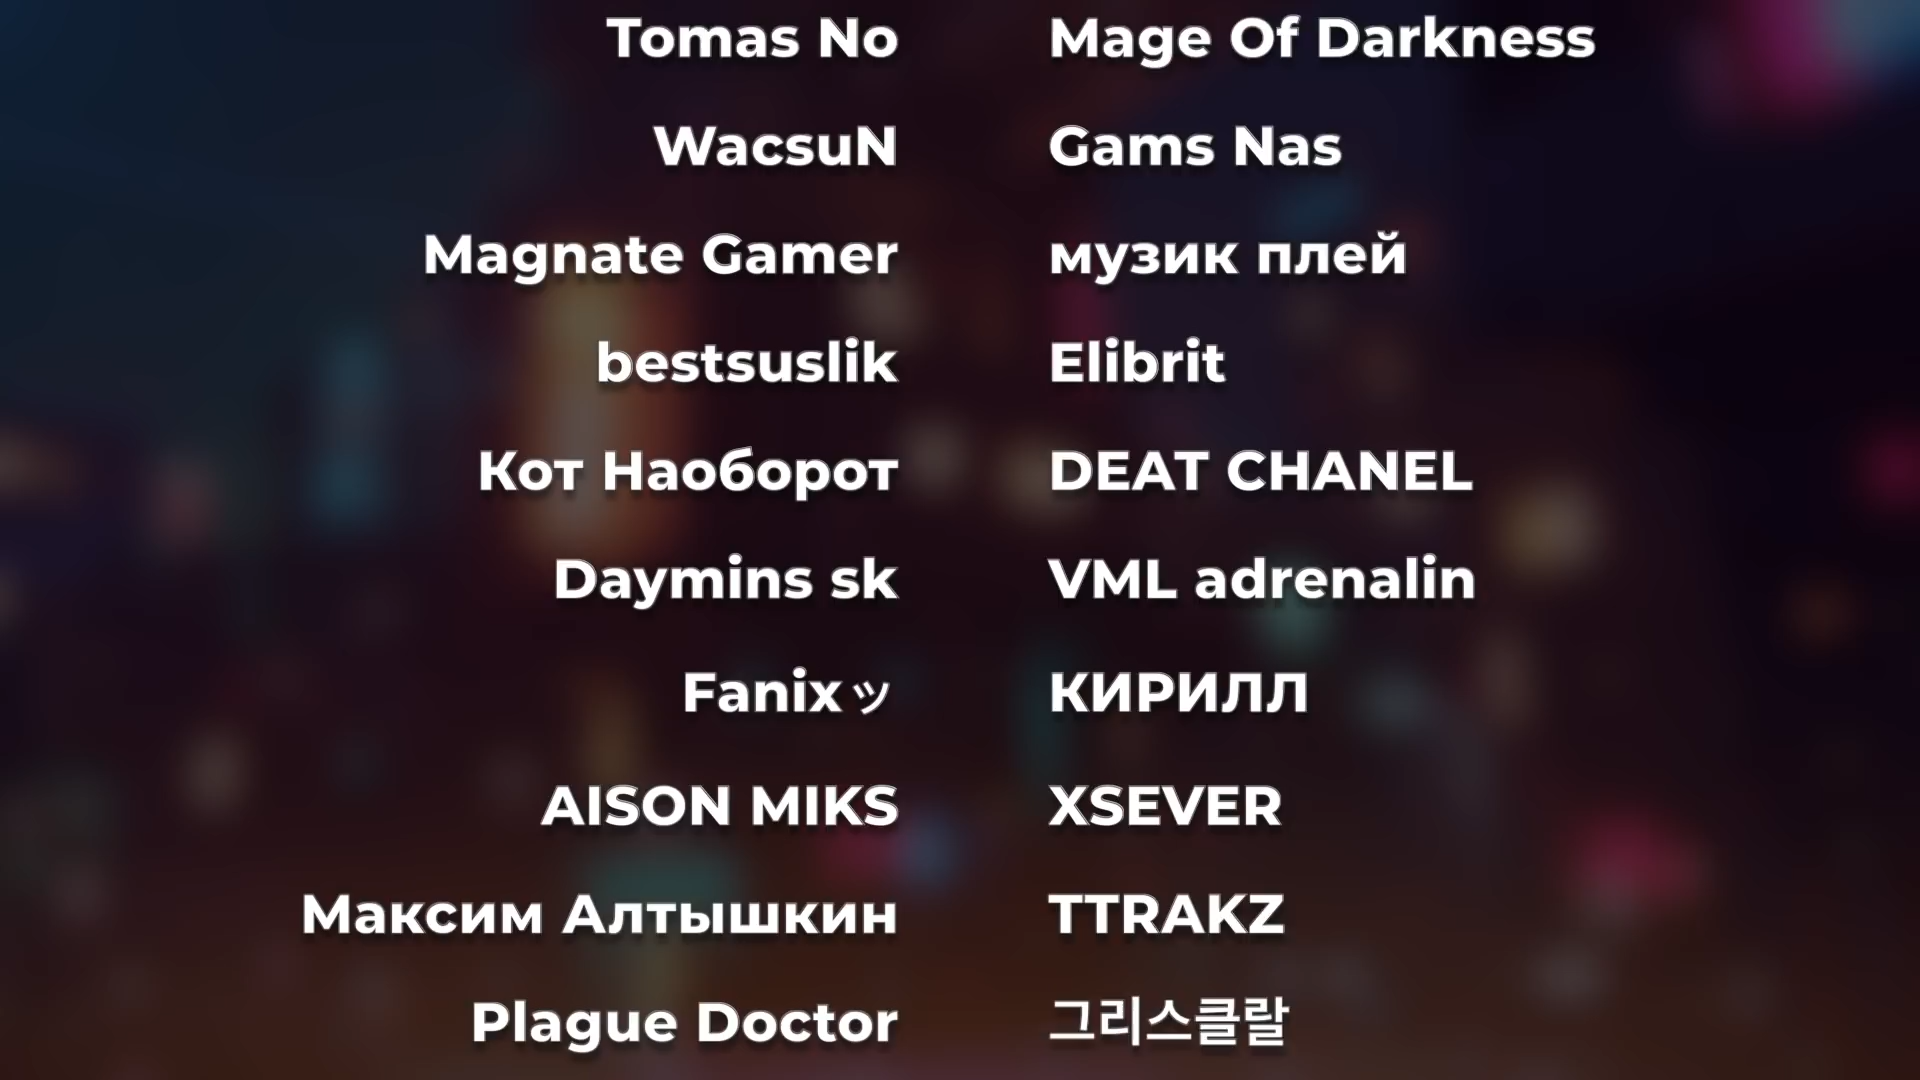 Tomas No Mage Of Darkness
WacsuN Gams Nas
Magnate Gamer музик плей
bestsuslik Elibrit
Кот Наоборот DEAT CHANEL
Daymins sk VML adrenalin
Fanixツ КИРИЛЛ
AISON MIKS XSEVER
Максим Алтышкин TTRAKZ
Plague Doctor 그리스클랄